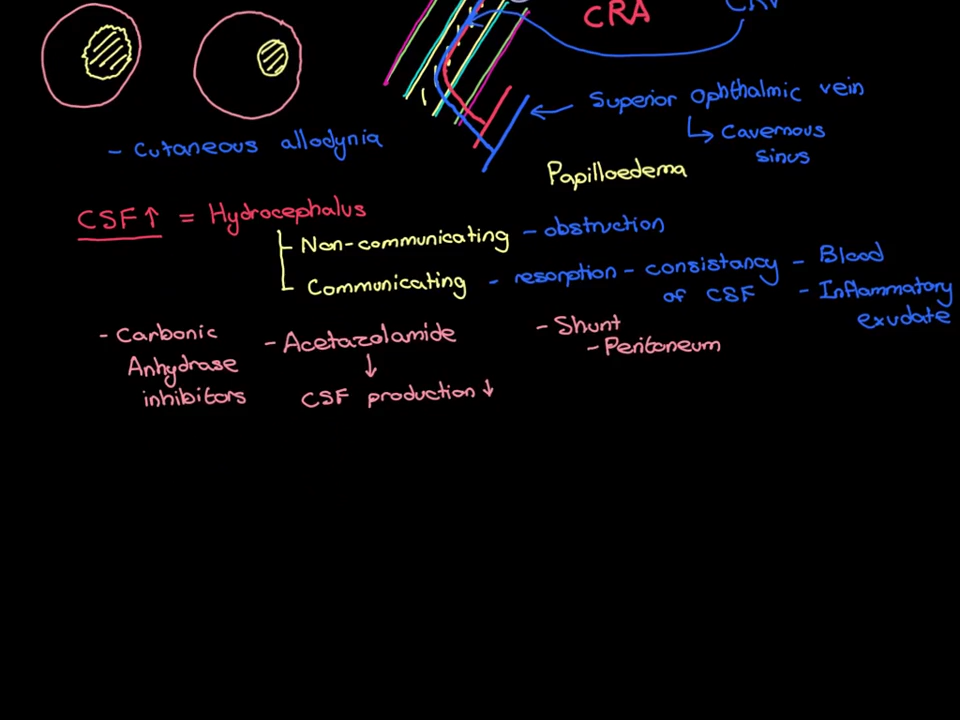 CRA
Superior Ophthalmic vein
↳ Cavernous
sinus
- Cutaneous allodynia
Papilloedema
CSF↑ = Hydrocephalus
Non-communicating - obstruction
Communicating - resorption - consistancy - Blood
of CSF - Inflammatory
exudate
- Carbonic
Anhydrase
inhibitors
- Acetazolamide
↓
CSF production ↓
- Shunt
- Peritoneum